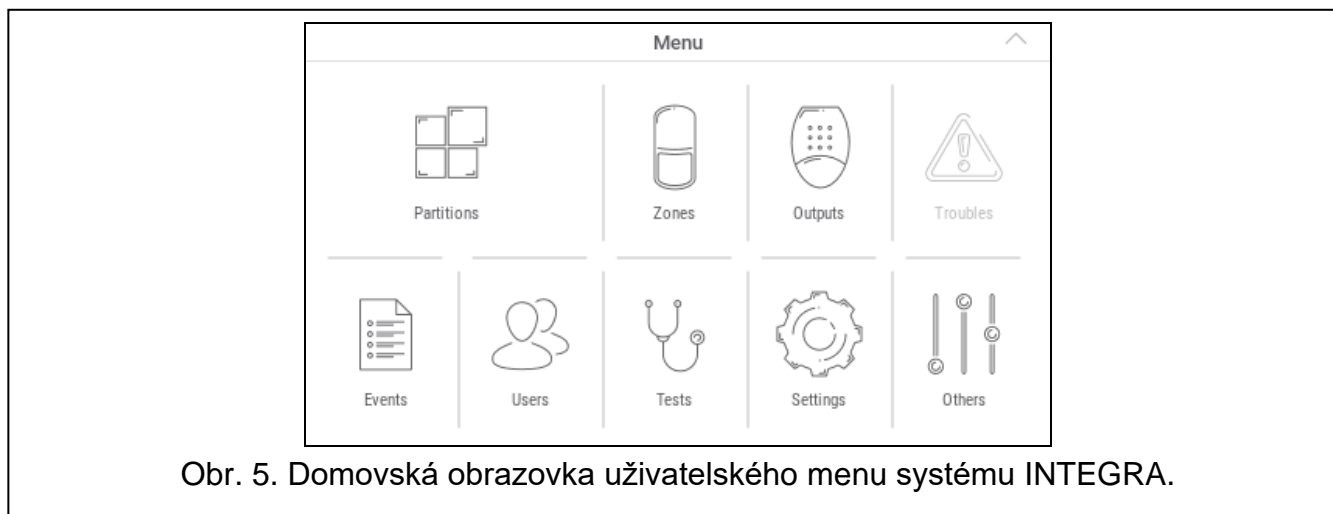 Menu
Partitions
Zones
Outputs
Troubles
Events
Users
Tests
Settings
Others
Obr. 5. Domovská obrazovka uživatelského menu systému INTEGRA.